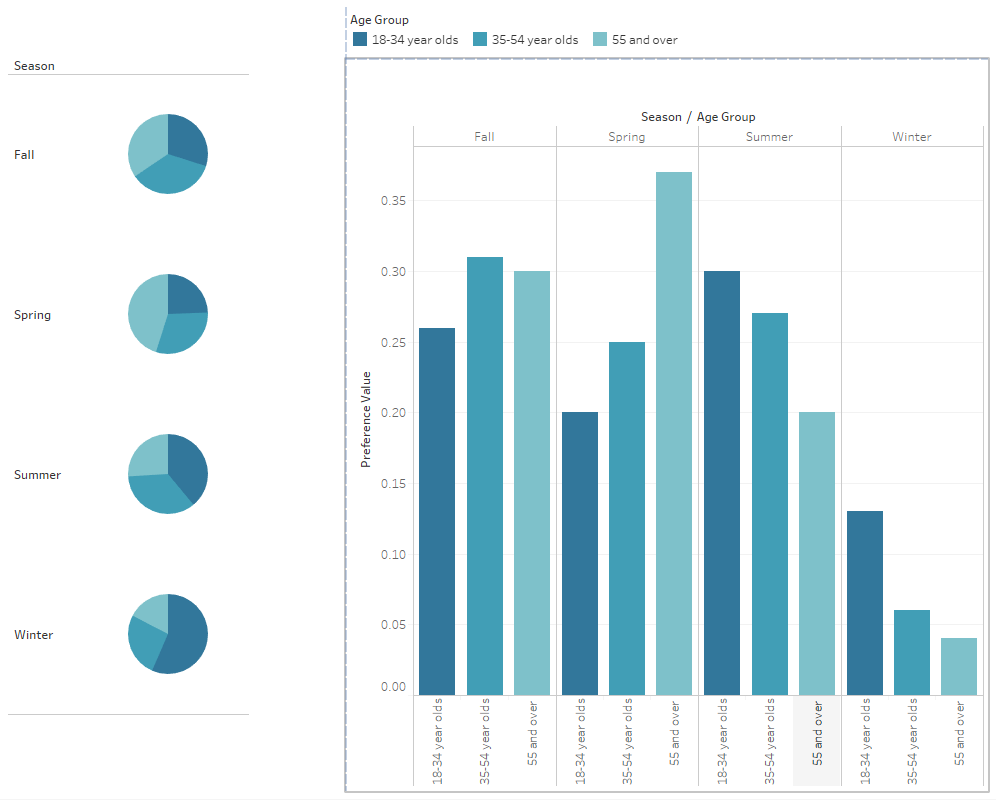 Age Group
18-34 year olds
35-54 year olds
55 and over
Season
Fall
Spring
Summer
Winter
Season / Age Group
Fall
Spring
Summer
Winter
Preference Value
0.35
0.30
0.25
0.20
0.15
0.10
0.05
0.00
18-34 year olds
35-54 year olds
55 and over
18-34 year olds
35-54 year olds
55 and over
18-34 year olds
35-54 year olds
55 and over
18-34 year olds
35-54 year olds
55 and over